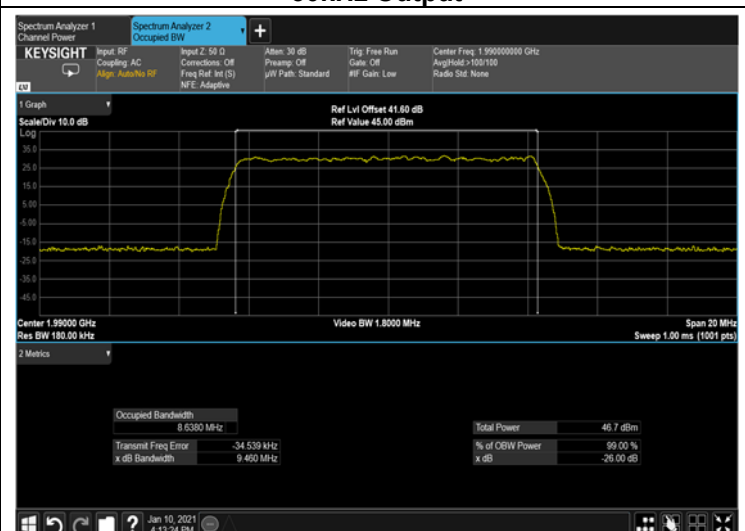 Spectrum Analyzer 1
Channel Power
Spectrum Analyzer 2
Occupied BW
+
KEYSIGHT
Input: RF
Coupling: AC
Align: Auto/No RF
Input Z: 50 Ω
Corrections: Off
Freq Ref: Int (S)
NFE: Adaptive
Atten: 30 dB
Preamp: Off
µW Path: Standard
Trig: Free Run
Gate: Off
#IF Gain: Low
Center Freq: 1.990000000 GHz
Avg|Hold:>100/100
Radio Std: None
LXI
1 Graph
Scale/Div 10.0 dB
Ref Lvl Offset 41.60 dB
Ref Value 45.00 dBm
Log
35.0
25.0
15.0
5.00
-5.00
-15.0
-25.0
-35.0
-45.0
Center 1.99000 GHz
Res BW 180.00 kHz
Video BW 1.8000 MHz
Span 20 MHz
Sweep 1.00 ms (1001 pts)
2 Metrics
Occupied Bandwidth
8.6380 MHz
Transmit Freq Error -34.539 kHz
x dB Bandwidth 9.460 MHz
Total Power 46.7 dBm
% of OBW Power 99.00 %
x dB -26.00 dB
?
Jan 10, 2021
4:13:24 PM